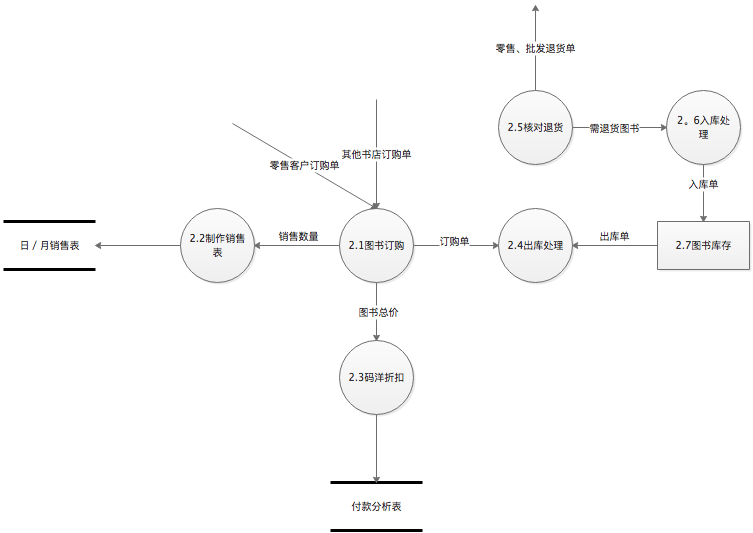 零售、批发退货单
2.5核对退货
需退货图书
2。6入库处
理
其他书店订购单
零售客户订购单
入库单
日 / 月销售表
2.2制作销售
表
销售数量
2.1图书订购
订购单
2.4出库处理
出库单
2.7图书库存
图书总价
2.3码洋折扣
付款分析表